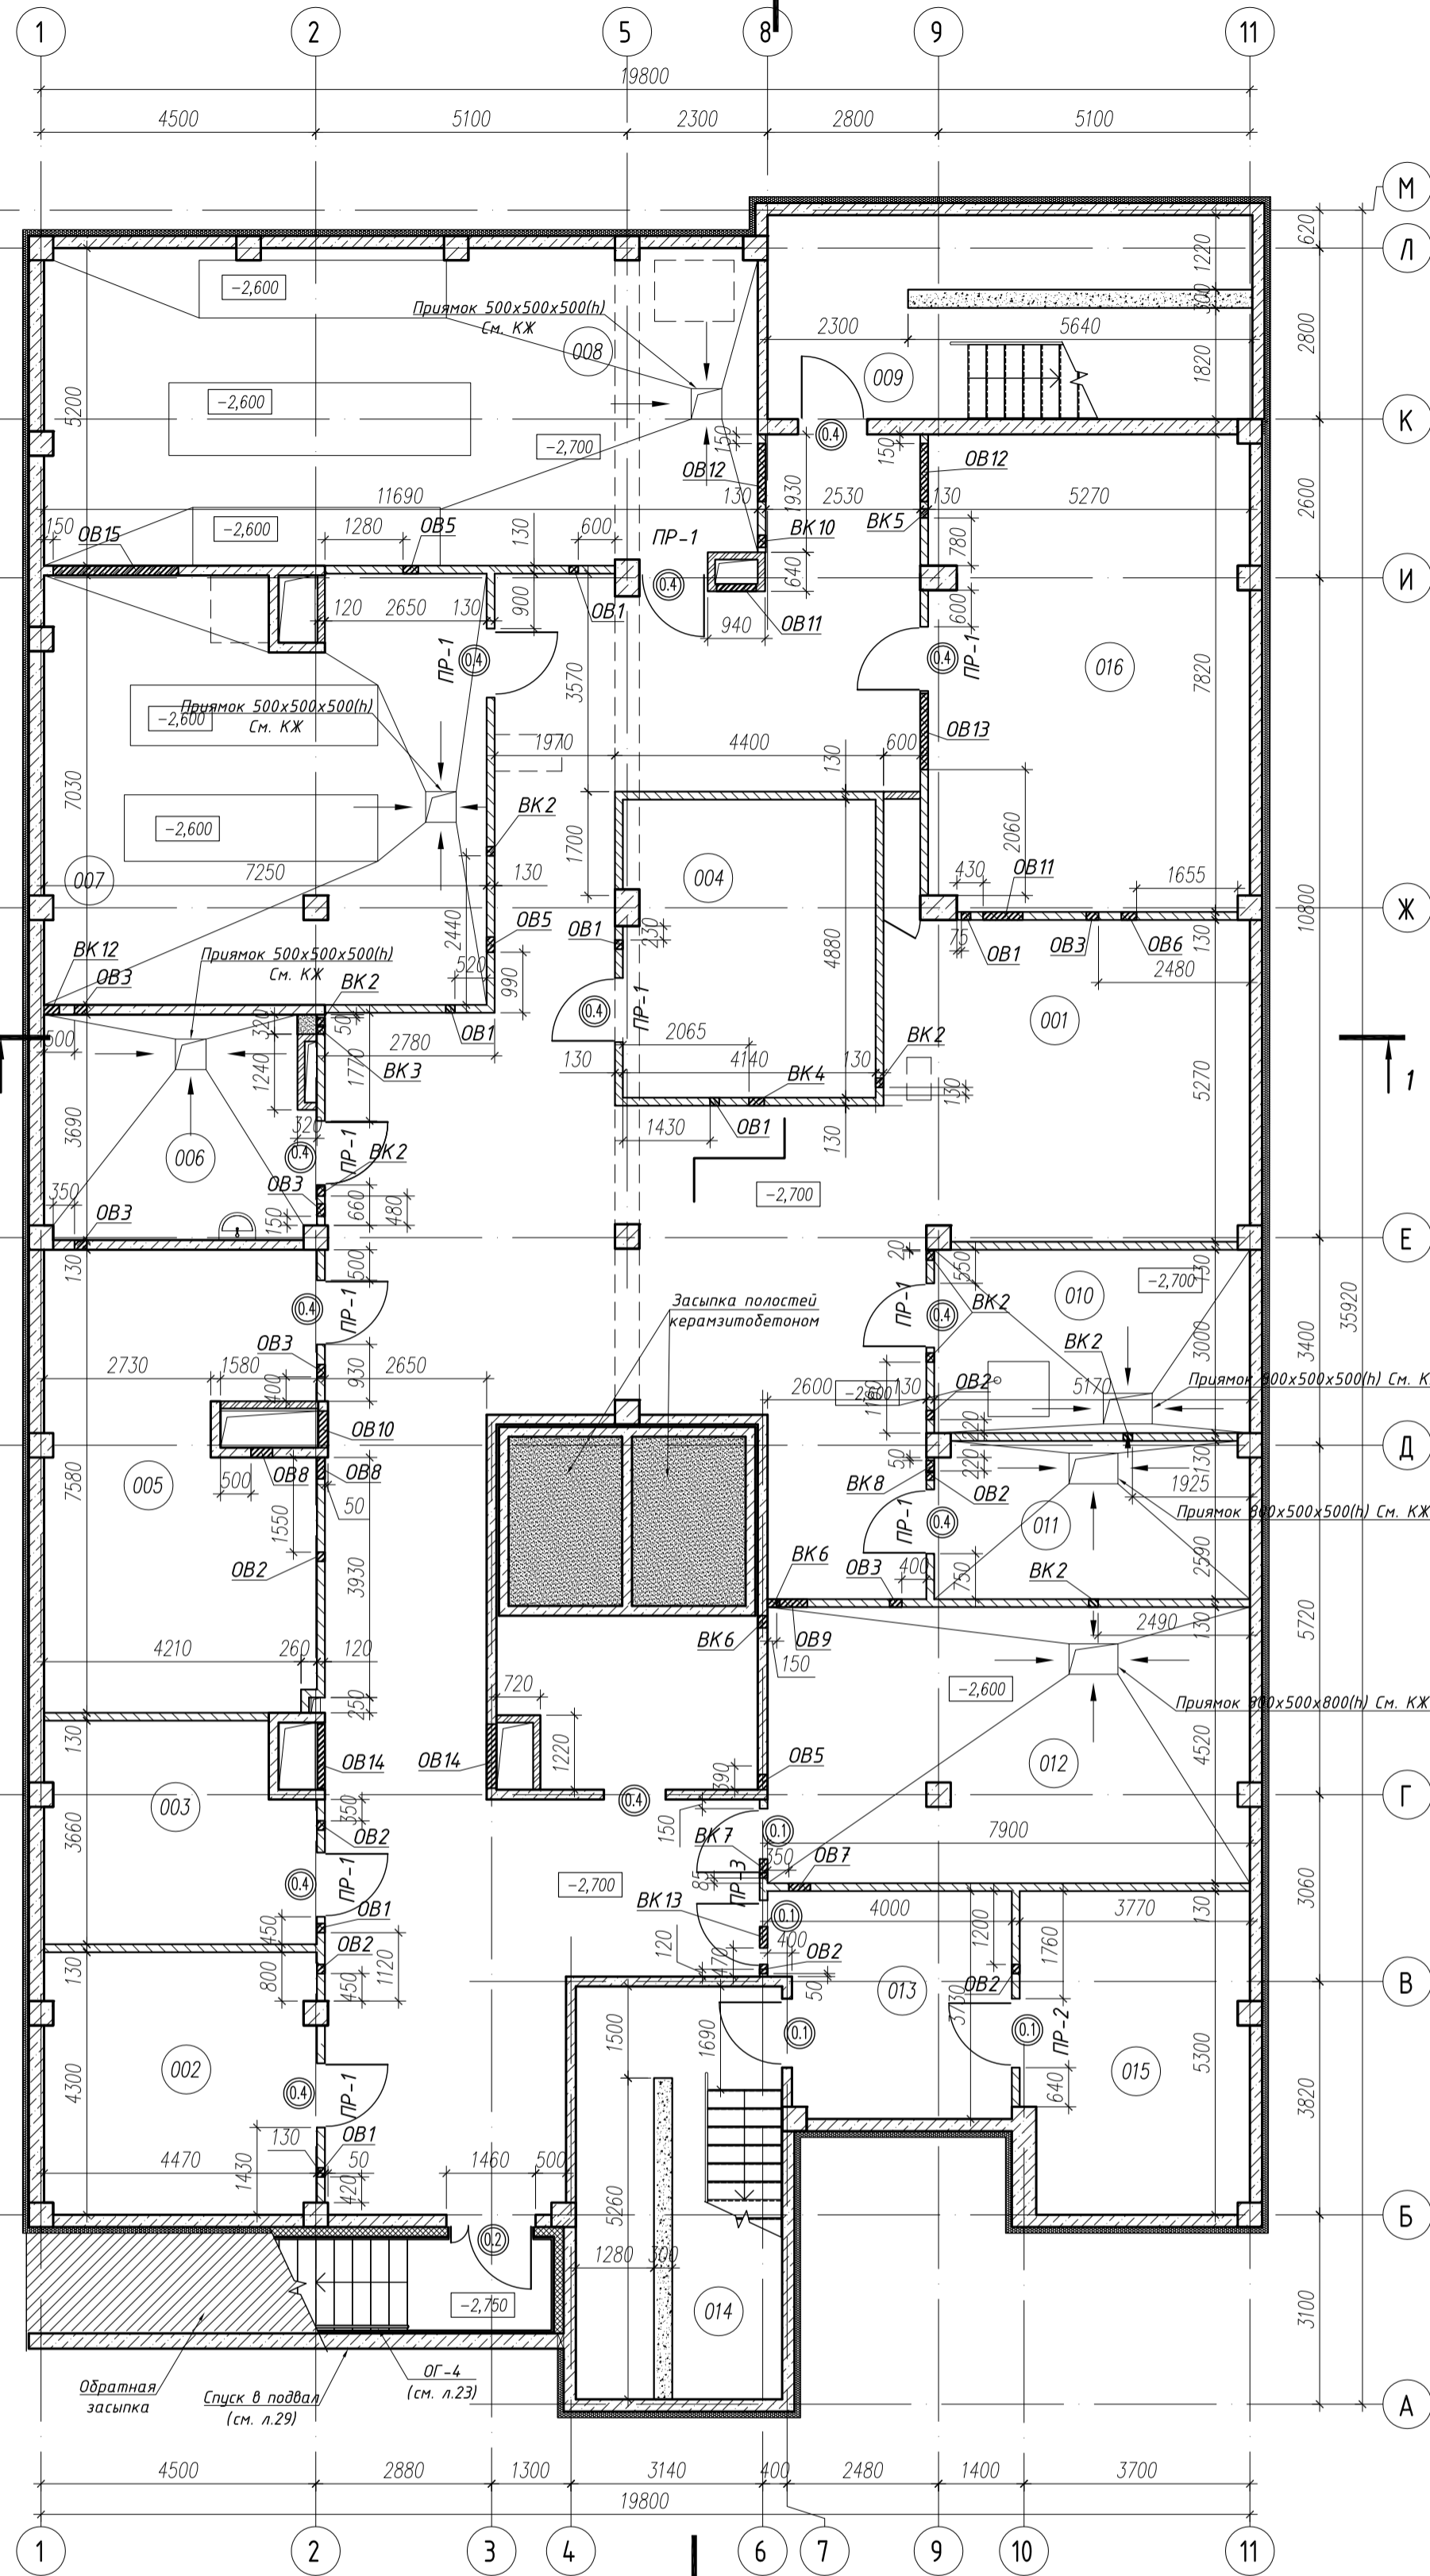 1 2 5 8 9 11
19800
4500 5100 2300 2800 5100
М
620
Л
1220
-2,600
Приямок 500x500x500(h)
См. КЖ
008
300
2300 5640
2800
009
1820
5200
-2,600
К
0.4
-2,700
150
150
ОВ12
ОВ12
11690 130 1930 2530 130 5270
2600
150 ОВ15
-2,600
1280 ОВ5 130 600
ПР-1
ВК10 ВК5
780
640
И
0.4
120 2650 130 900
ОВ1
940 ОВ11
600
ПР-1
0.4
3570
0.4
ПР-1
016
7820
-2,600
Приямок 500x500x500(h)
См. КЖ
ОВ13
1970 4400 600
130
7030
-2,600
ВК2
2060
1700
007
7250 130
004
430 ОВ11 1655
2440
Ж
10800
ОВ5
ОВ1 230
4880
75 ОВ1 ОВ3 ОВ6 130
2480
ВК12
ОВ3
Приямок 500x500x500(h)
См. КЖ
ВК2
520 990
0.4
ПР-1
001
500
320 50
ОВ1
2065
2780
1240 1770
ВК3
130 4140 130
ВК4
ВК2
130
5270
1
3690
320
1430 ОВ1 130
006
0.4
ПР-1
ВК2
ОВ3
350
ОВ3
150 660 480
-2,700
Е
130 500
20 550
-2,700
130
010
0.4
ПР-1
ПР-1
0.4
ВК2
Засыпка полостей
керамзитобетоном
ВК2
3000
3400
35920
ОВ3
2730 1580 400 930 2650
2600 -2,600 130 1180 ОВ2 5170
Приямок 800x500x500(h) См. К
220
ОВ10
Д
7580
005
ОВ8 ОВ8
500 50
50 220
ВК8 ОВ2
130
1925
1550
ПР-1
0.4
011
Приямок 800x500x500(h) См. КЖ
ОВ2
3930
ВК6 ОВ3 400 750 ВК2
2590
5720
ВК6 ОВ9
150
2490 130
4210 260 120
720
-2,600
Приямок 800x500x800(h) См. КЖ
250
130
ОВ14 ОВ14
1220
390 ОВ5
012
4520
003
0.4
Г
350
ОВ2
150
0.1
3660
ВК7
350 ОВ7
7900
0.4
ПР-1
-2,700
85 ПР-3
3060
ВК13
0.1
4000 1200 3770 130
1760
450 ОВ1
ОВ2
130 800 450 1120
120 470 400
ОВ2
50
013
ОВ2
В
3730
1500 1690
0.1
0.1
ПР-2
002
0.4
ПР-1
640
015
5300
4300
3820
130 ОВ1
4470 50
1430 420
1460 500
5260
Б
0.2
1280 300
-2,750
014
3100
Обратная
засыпка
Спуск в подвал
(см. л.29)
ОГ-4
(см. л.23)
А
4500 2880 1300 3140 400 2480 1400 3700
19800
1 2 3 4 6 7 9 10 11